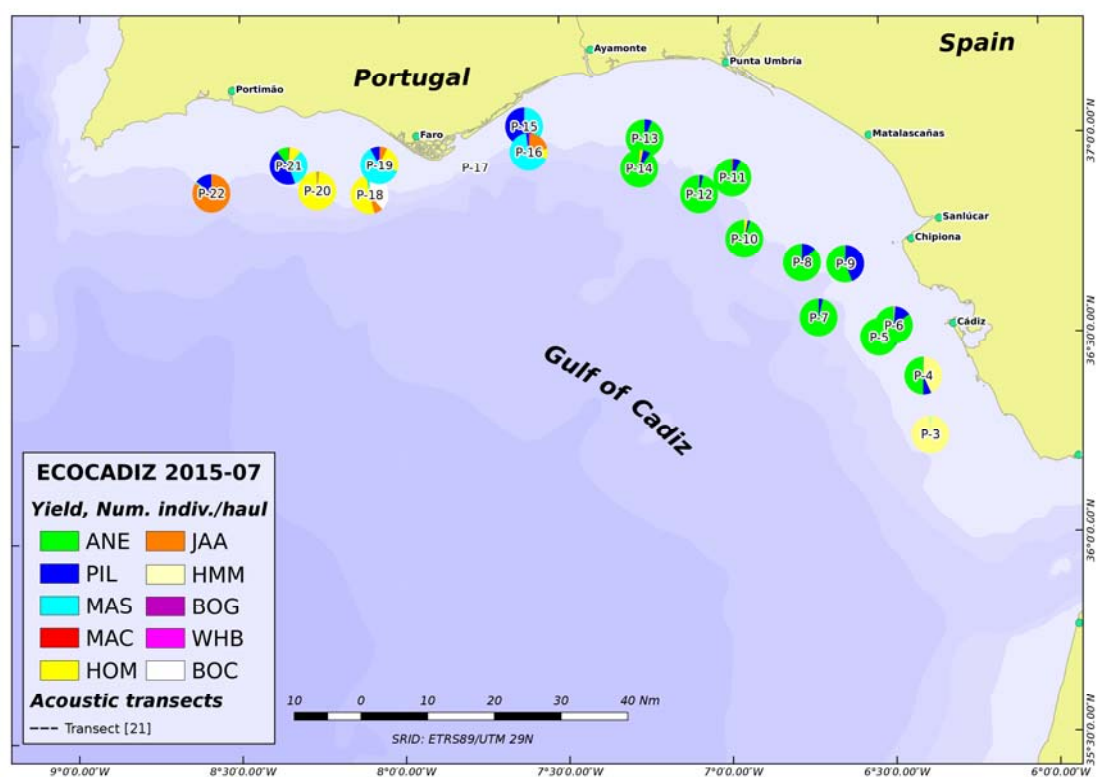 Spain
Portugal
Ayamonte
Punta Umbría
Portimão
Faro
Matalascañas
Sanlúcar
Chipiona
Cádiz
P-15
P-16
P-13
P-14
P-17
P-11
P-12
P-21
P-19
P-20
P-18
P-22
P-10
P-8
P-9
P-7
P-6
P-5
P-4
P-3
Gulf of Cadiz
37°0'0.00"N
36°30'0.00"N
36°0'0.00"N
35°30'0.00"N
ECOCADIZ 2015-07
Yield, Num. indiv./haul
ANE JAA
PIL HMM
MAS BOG
MAC WHB
HOM BOC
Acoustic transects
Transect [21]
10 0 10 20 30 40 Nm
SRID: ETRS89/UTM 29N
9°0'0.00"W 8°30'0.00"W 8°0'0.00"W 7°30'0.00"W 7°0'0.00"W 6°30'0.00"W 6°0'0.00"W